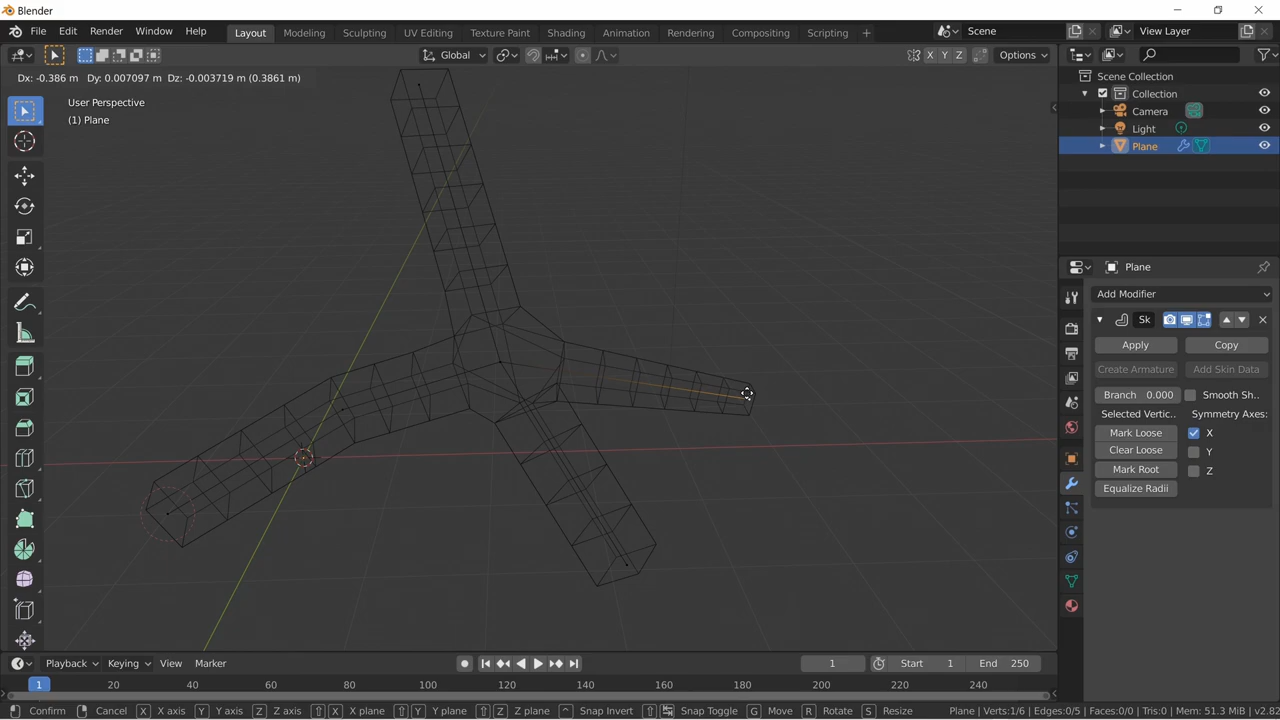 Blender
File Edit Render Window Help
Layout Modeling Sculpting UV Editing Texture Paint Shading Animation Rendering Compositing Scripting +
Scene
View Layer
Global
X Y Z
Options
Dx: -0.386 m Dy: 0.007097 m Dz: -0.003719 m (0.3861 m)
User Perspective
(1) Plane
Scene Collection
Collection
Camera
Light
Plane
Plane
Add Modifier
Sk
Apply
Copy
Create Armature
Add Skin Data
Branch 0.000
Smooth Sh..
Selected Vertic..
Symmetry Axes:
Mark Loose
X
Clear Loose
Y
Mark Root
Z
Equalize Radii
Playback Keying View Marker
1
Start 1
End 250
1 20 40 60 80 100 120 140 160 180 200 220 240
Confirm Cancel X X axis Y Y axis Z Z axis X X plane Y Y plane Z Z plane ^ Snap Invert Snap Toggle G Move R Rotate S Resize
Plane | Verts:1/6 | Edges:0/5 | Faces:0/0 | Tris:0 | Mem: 51.3 MiB | v2.82